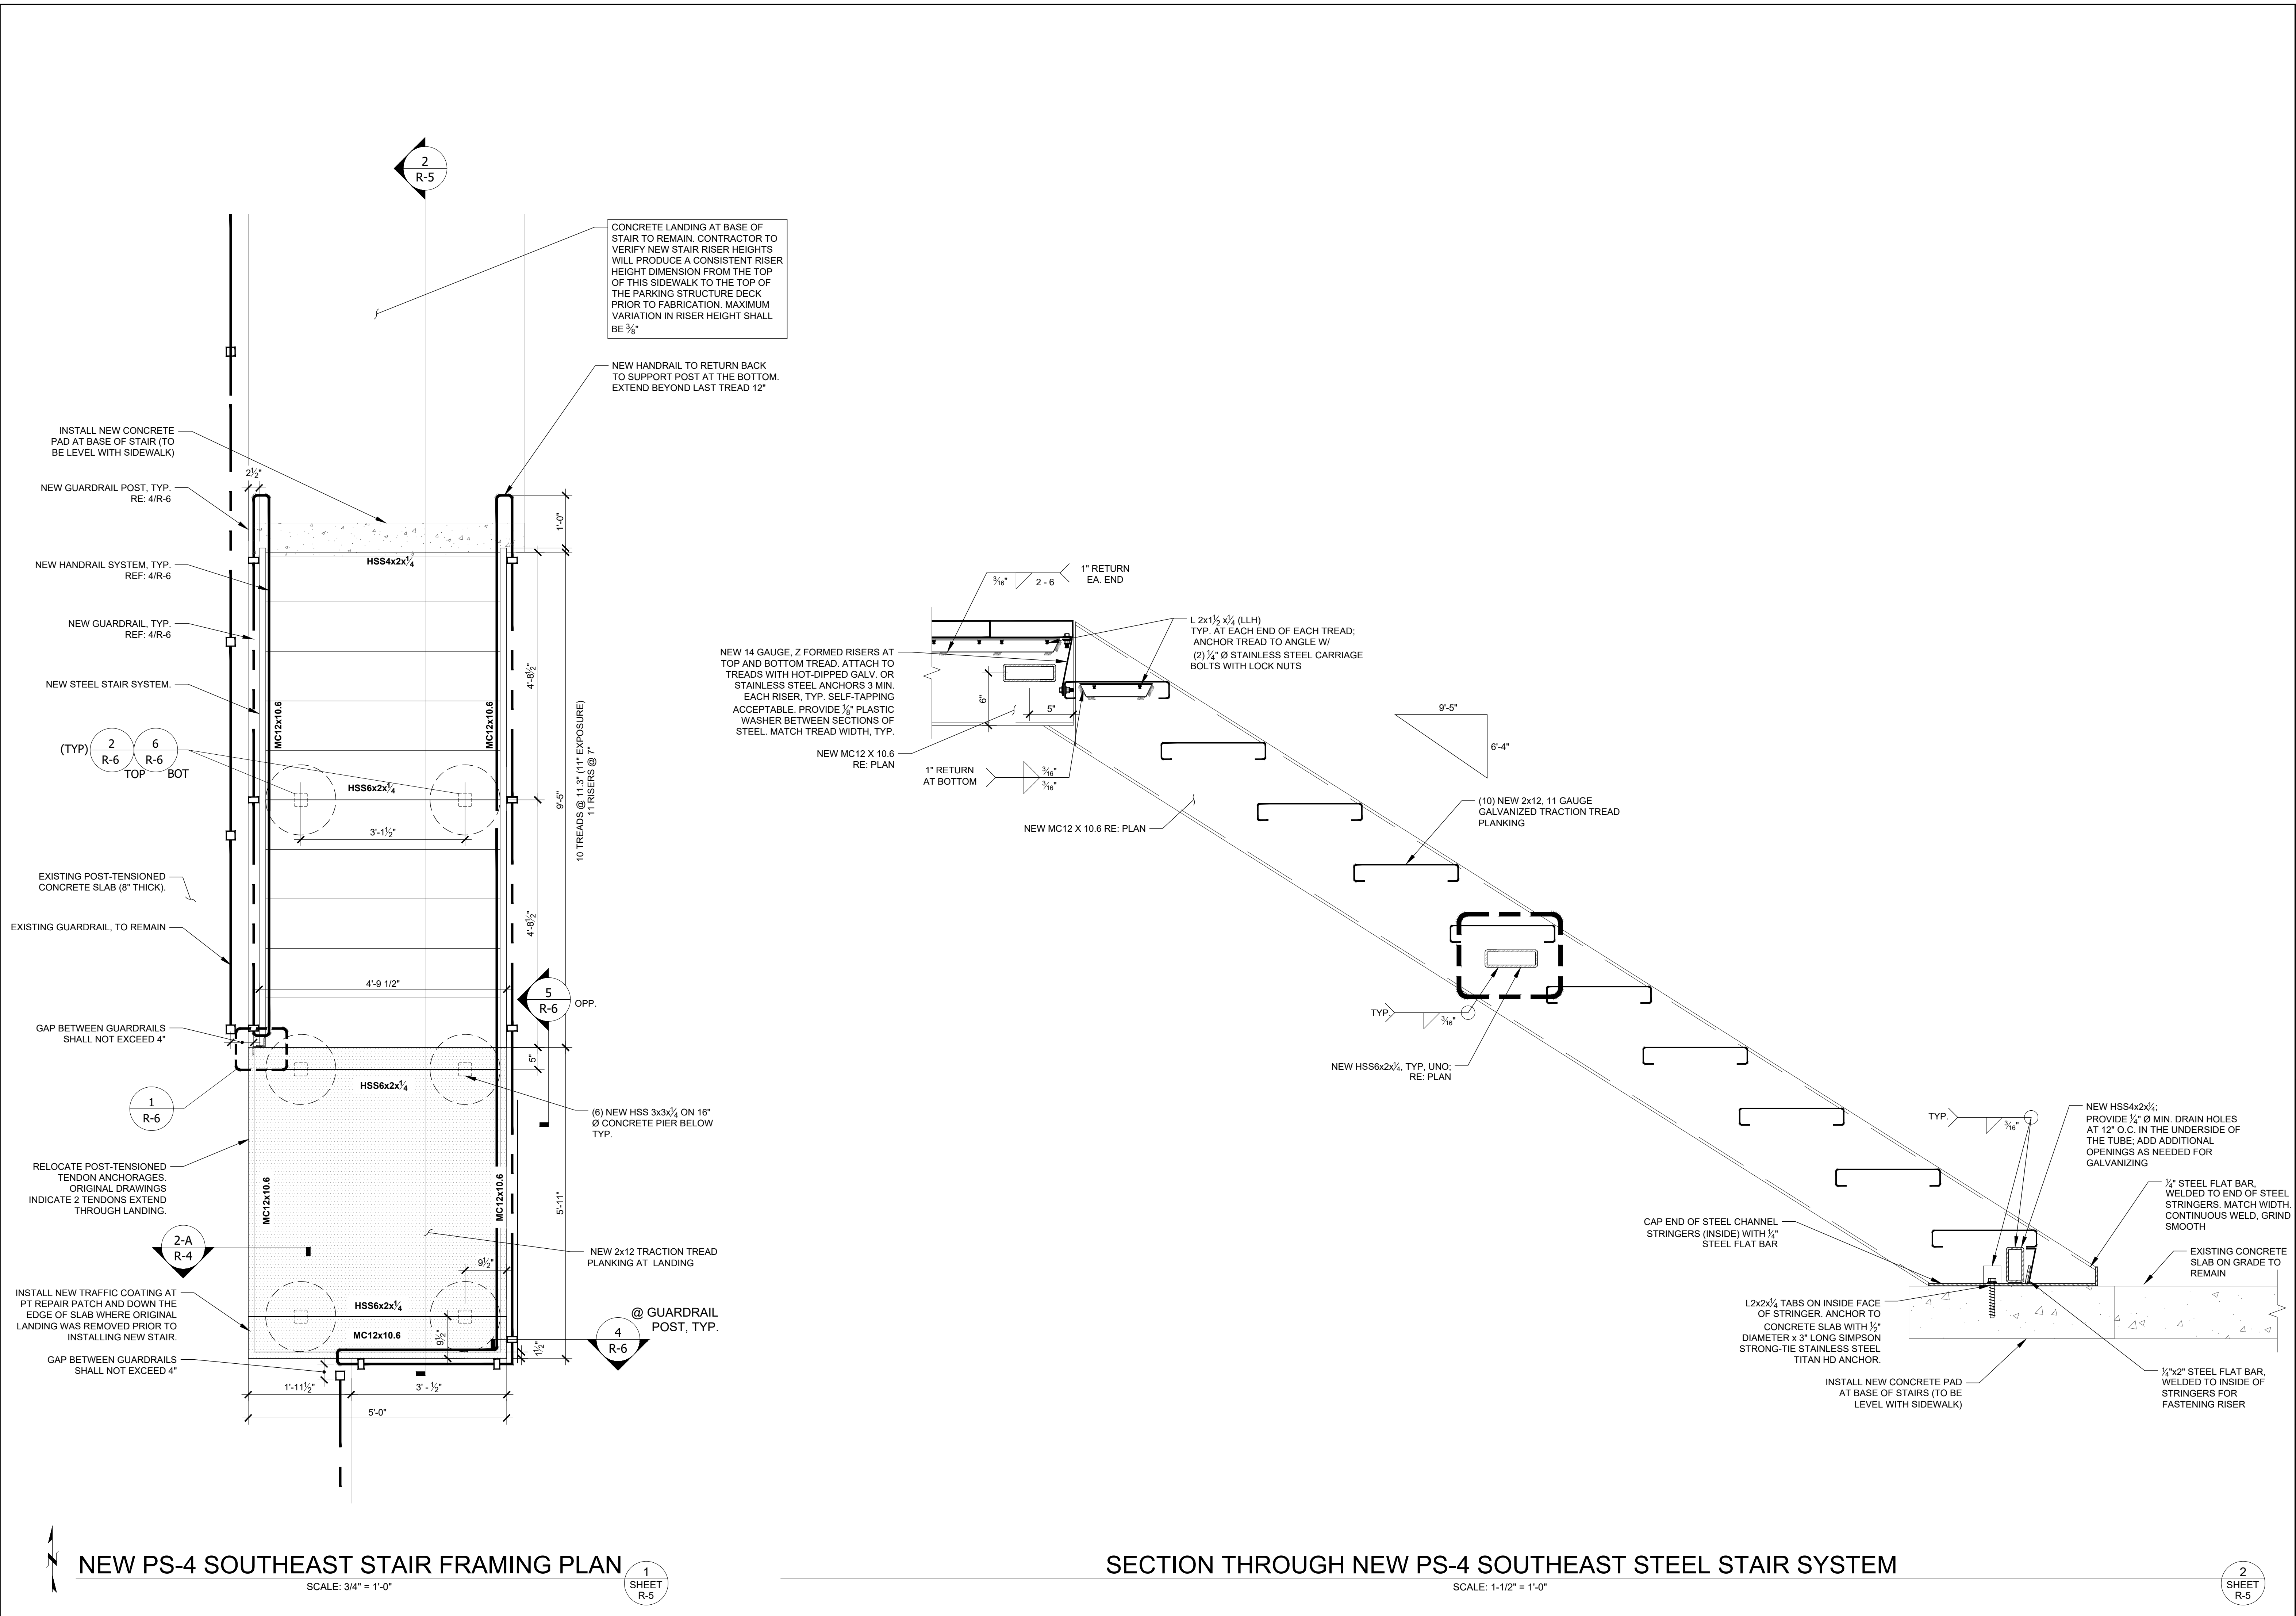 2
R-5
CONCRETE LANDING AT BASE OF
STAIR TO REMAIN. CONTRACTOR TO
VERIFY NEW STAIR RISER HEIGHTS
WILL PRODUCE A CONSISTENT RISER
HEIGHT DIMENSION FROM THE TOP
OF THIS SIDEWALK TO THE TOP OF
THE PARKING STRUCTURE DECK
PRIOR TO FABRICATION. MAXIMUM
VARIATION IN RISER HEIGHT SHALL
BE 3/8"
NEW HANDRAIL TO RETURN BACK
TO SUPPORT POST AT THE BOTTOM.
EXTEND BEYOND LAST TREAD 12"
INSTALL NEW CONCRETE
PAD AT BASE OF STAIR (TO
BE LEVEL WITH SIDEWALK)
2 1/2"
NEW GUARDRAIL POST, TYP.
RE: 4/R-6
1'-0"
HSS4x2x1/4
NEW HANDRAIL SYSTEM, TYP.
REF: 4/R-6
NEW GUARDRAIL, TYP.
REF: 4/R-6
4'-8 1/2"
NEW STEEL STAIR SYSTEM.
MC12x10.6
MC12x10.6
(TYP)
2
R-6
TOP
6
R-6
BOT
HSS6x2x1/4
3'-1 1/2"
9'-5"
10 TREADS @ 11.3" (11" EXPOSURE)
11 RISERS @ 7"
EXISTING POST-TENSIONED
CONCRETE SLAB (8" THICK).
EXISTING GUARDRAIL, TO REMAIN
4'-8 1/2"
4'-9 1/2"
5
R-6
OPP.
GAP BETWEEN GUARDRAILS
SHALL NOT EXCEED 4"
5"
HSS6x2x1/4
1
R-6
(6) NEW HSS 3x3x1/4 ON 16"
Ø CONCRETE PIER BELOW
TYP.
RELOCATE POST-TENSIONED
TENDON ANCHORAGES.
ORIGINAL DRAWINGS
INDICATE 2 TENDONS EXTEND
THROUGH LANDING.
MC12x10.6
MC12x10.6
5'-11"
2-A
R-4
NEW 2x12 TRACTION TREAD
PLANKING AT LANDING
9 1/2"
INSTALL NEW TRAFFIC COATING AT
PT REPAIR PATCH AND DOWN THE
EDGE OF SLAB WHERE ORIGINAL
LANDING WAS REMOVED PRIOR TO
INSTALLING NEW STAIR.
HSS6x2x1/4
MC12x10.6
9 1/2"
1 1/2"
@ GUARDRAIL
POST, TYP.
4
R-6
GAP BETWEEN GUARDRAILS
SHALL NOT EXCEED 4"
1'-11 1/2"
3' - 1/2"
5'-0"
N
NEW PS-4 SOUTHEAST STAIR FRAMING PLAN
SCALE: 3/4" = 1'-0"
1
SHEET
R-5
3/16"
2 - 6
1" RETURN
EA. END
L 2x1 1/2 x1/4 (LLH)
TYP. AT EACH END OF EACH TREAD;
ANCHOR TREAD TO ANGLE W/
(2) 1/4" Ø STAINLESS STEEL CARRIAGE
BOLTS WITH LOCK NUTS
NEW 14 GAUGE, Z FORMED RISERS AT
TOP AND BOTTOM TREAD. ATTACH TO
TREADS WITH HOT-DIPPED GALV. OR
STAINLESS STEEL ANCHORS 3 MIN.
EACH RISER, TYP. SELF-TAPPING
ACCEPTABLE. PROVIDE 1/8" PLASTIC
WASHER BETWEEN SECTIONS OF
STEEL. MATCH TREAD WIDTH, TYP.
6"
5"
NEW MC12 X 10.6
RE: PLAN
1" RETURN
AT BOTTOM
3/16"
3/16"
9'-5"
6'-4"
NEW MC12 X 10.6 RE: PLAN
(10) NEW 2x12, 11 GAUGE
GALVANIZED TRACTION TREAD
PLANKING
TYP.
3/16"
NEW HSS6x2x1/4, TYP, UNO;
RE: PLAN
TYP.
3/16"
NEW HSS4x2x1/4;
PROVIDE 1/4" Ø MIN. DRAIN HOLES
AT 12" O.C. IN THE UNDERSIDE OF
THE TUBE; ADD ADDITIONAL
OPENINGS AS NEEDED FOR
GALVANIZING
1/4" STEEL FLAT BAR,
WELDED TO END OF STEEL
STRINGERS. MATCH WIDTH.
CONTINUOUS WELD, GRIND
SMOOTH
CAP END OF STEEL CHANNEL
STRINGERS (INSIDE) WITH 1/4"
STEEL FLAT BAR
EXISTING CONCRETE
SLAB ON GRADE TO
REMAIN
L2x2x1/4 TABS ON INSIDE FACE
OF STRINGER. ANCHOR TO
CONCRETE SLAB WITH 1/2"
DIAMETER x 3" LONG SIMPSON
STRONG-TIE STAINLESS STEEL
TITAN HD ANCHOR.
INSTALL NEW CONCRETE PAD
AT BASE OF STAIRS (TO BE
LEVEL WITH SIDEWALK)
1/4"x2" STEEL FLAT BAR,
WELDED TO INSIDE OF
STRINGERS FOR
FASTENING RISER
SECTION THROUGH NEW PS-4 SOUTHEAST STEEL STAIR SYSTEM
SCALE: 1-1/2" = 1'-0"
2
SHEET
R-5